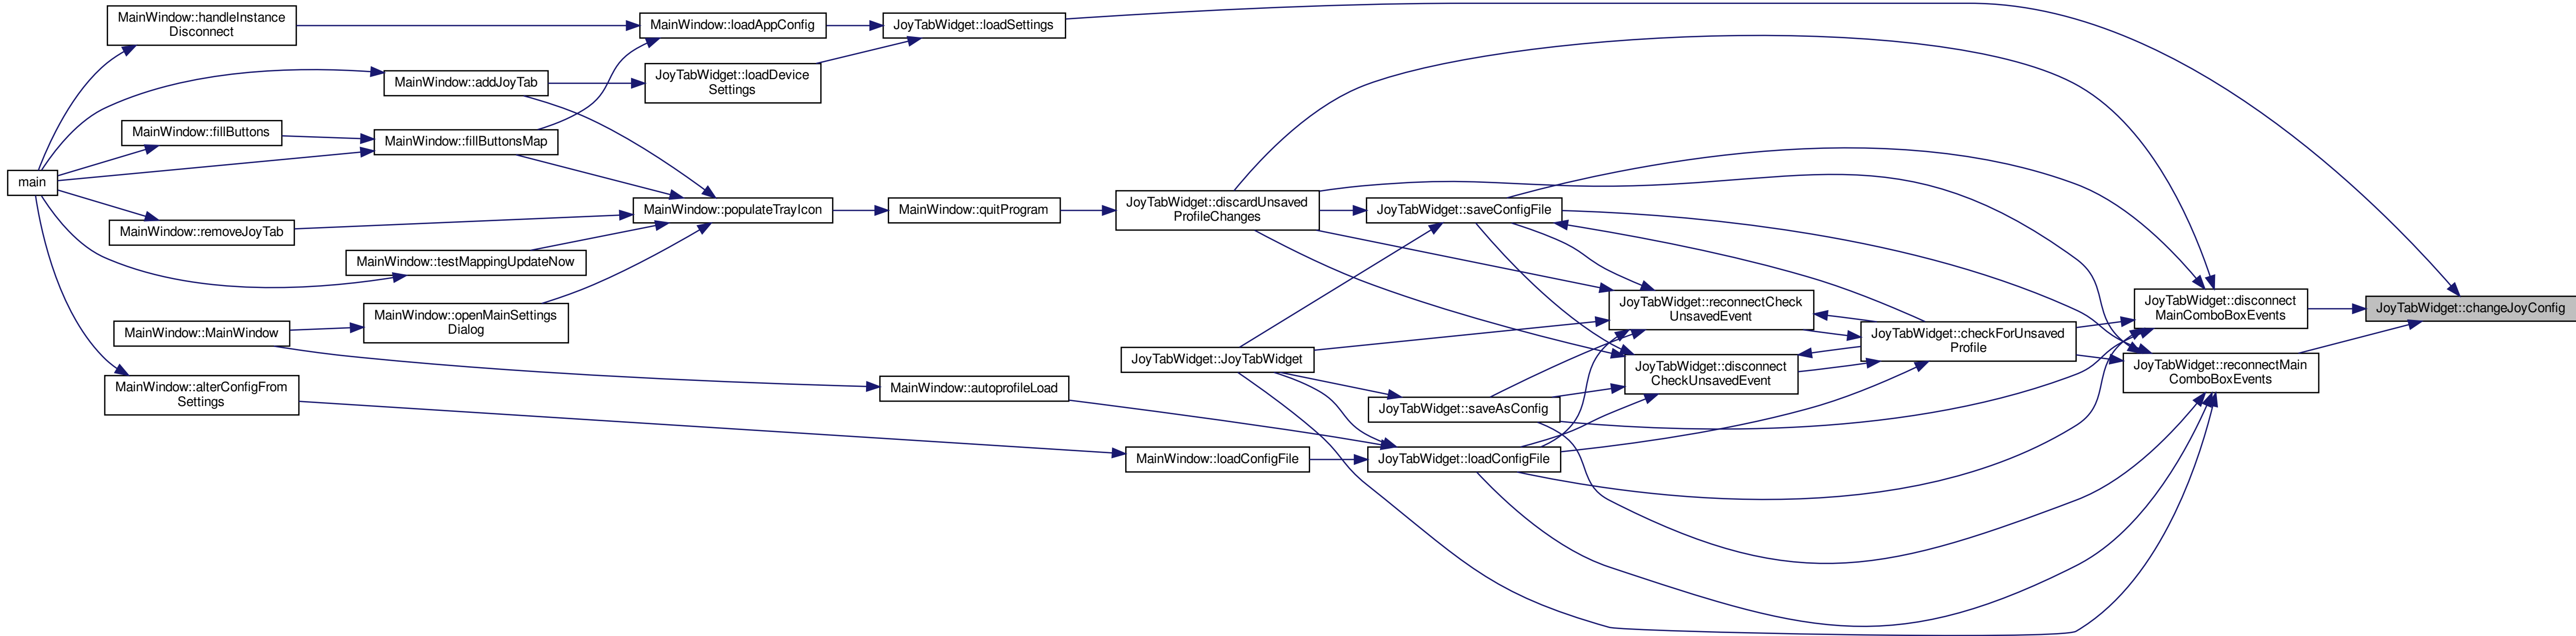 MainWindow::handleInstance
Disconnect
MainWindow::loadAppConfig
JoyTabWidget::loadSettings
MainWindow::addJoyTab
JoyTabWidget::loadDevice
Settings
MainWindow::fillButtons
MainWindow::fillButtonsMap
main
MainWindow::removeJoyTab
MainWindow::populateTrayIcon
MainWindow::quitProgram
JoyTabWidget::discardUnsaved
ProfileChanges
JoyTabWidget::saveConfigFile
MainWindow::testMappingUpdateNow
MainWindow::openMainSettings
Dialog
MainWindow::MainWindow
JoyTabWidget::reconnectCheck
UnsavedEvent
JoyTabWidget::checkForUnsaved
Profile
JoyTabWidget::disconnect
MainComboBoxEvents
JoyTabWidget::changeJoyConfig
JoyTabWidget::JoyTabWidget
JoyTabWidget::disconnect
CheckUnsavedEvent
JoyTabWidget::reconnectMain
ComboBoxEvents
MainWindow::alterConfigFrom
Settings
MainWindow::autoprofileLoad
JoyTabWidget::saveAsConfig
MainWindow::loadConfigFile
JoyTabWidget::loadConfigFile